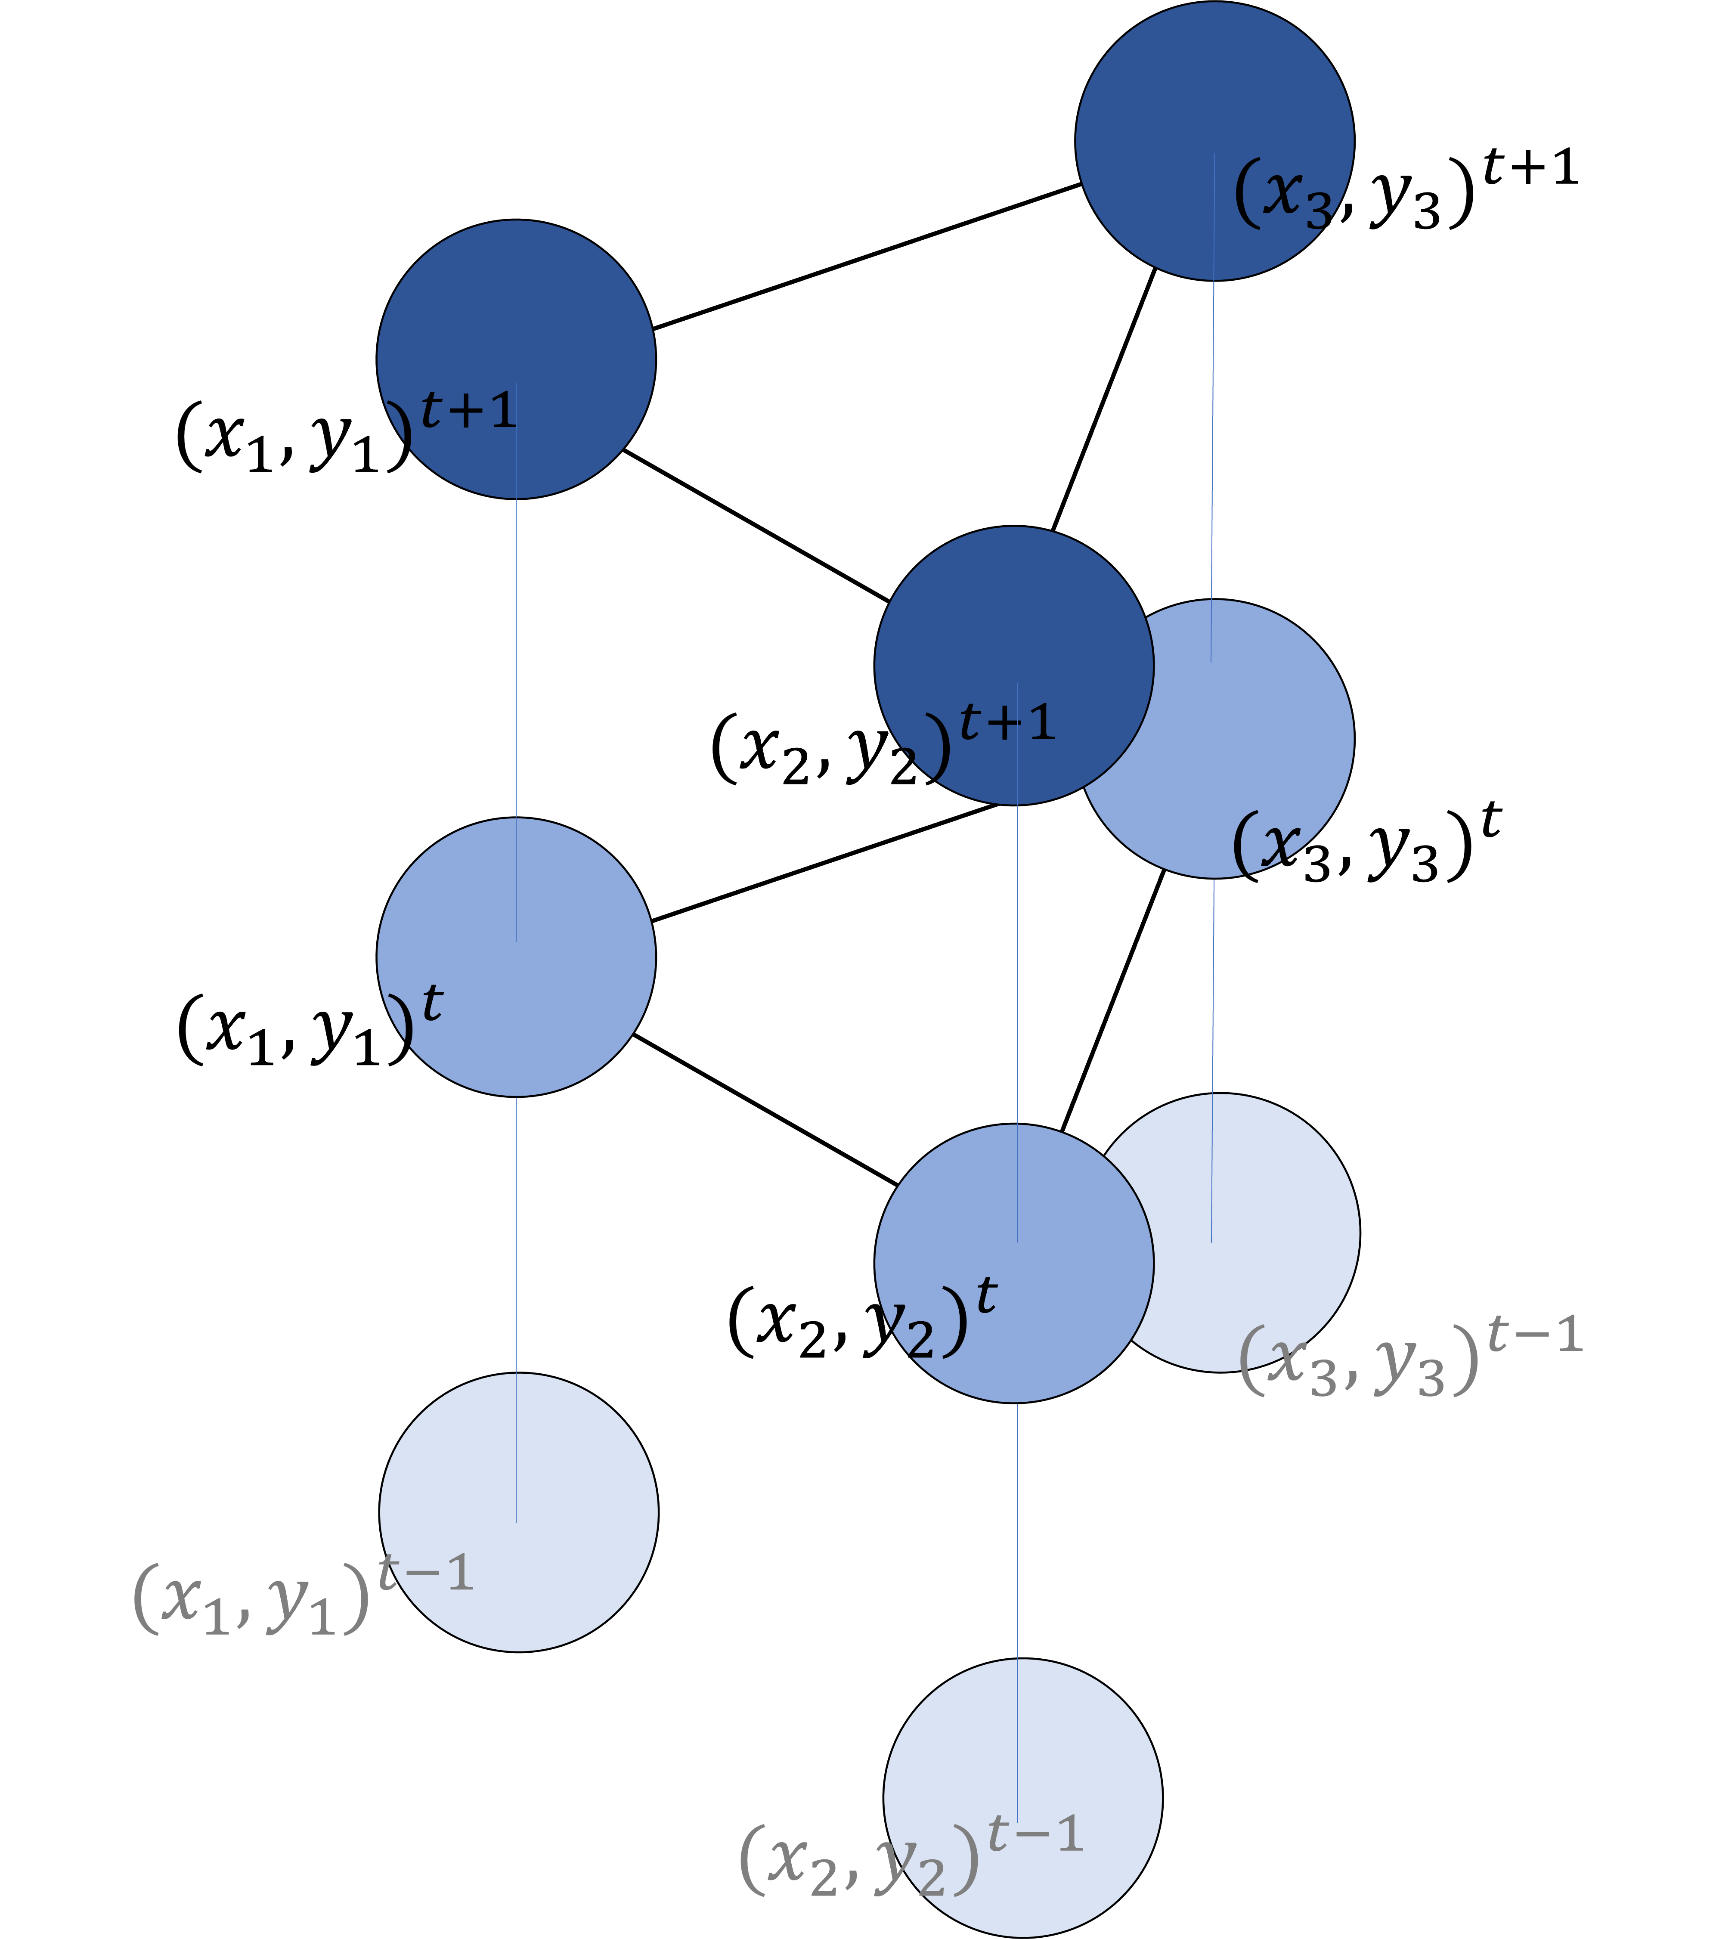 (x₃, y₃)ᵗ⁺¹
(x₁, y₁)ᵗ⁺¹
(x₂, y₂)ᵗ⁺¹
(x₃, y₃)ᵗ
(x₁, y₁)ᵗ
(x₂, y₂)ᵗ
(x₃, y₃)ᵗ⁻¹
(x₁, y₁)ᵗ⁻¹
(x₂, y₂)ᵗ⁻¹